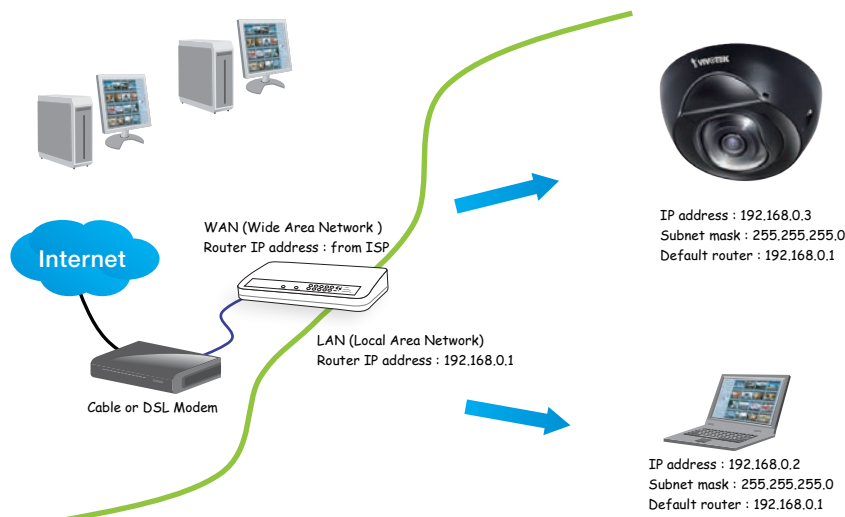 VIVOTEK
WAN (Wide Area Network )
Router IP address : from ISP
Internet
IP address : 192.168.0.3
Subnet mask : 255.255.255.0
Default router : 192.168.0.1
LAN (Local Area Network)
Router IP address : 192.168.0.1
Cable or DSL Modem
IP address : 192.168.0.2
Subnet mask : 255.255.255.0
Default router : 192.168.0.1